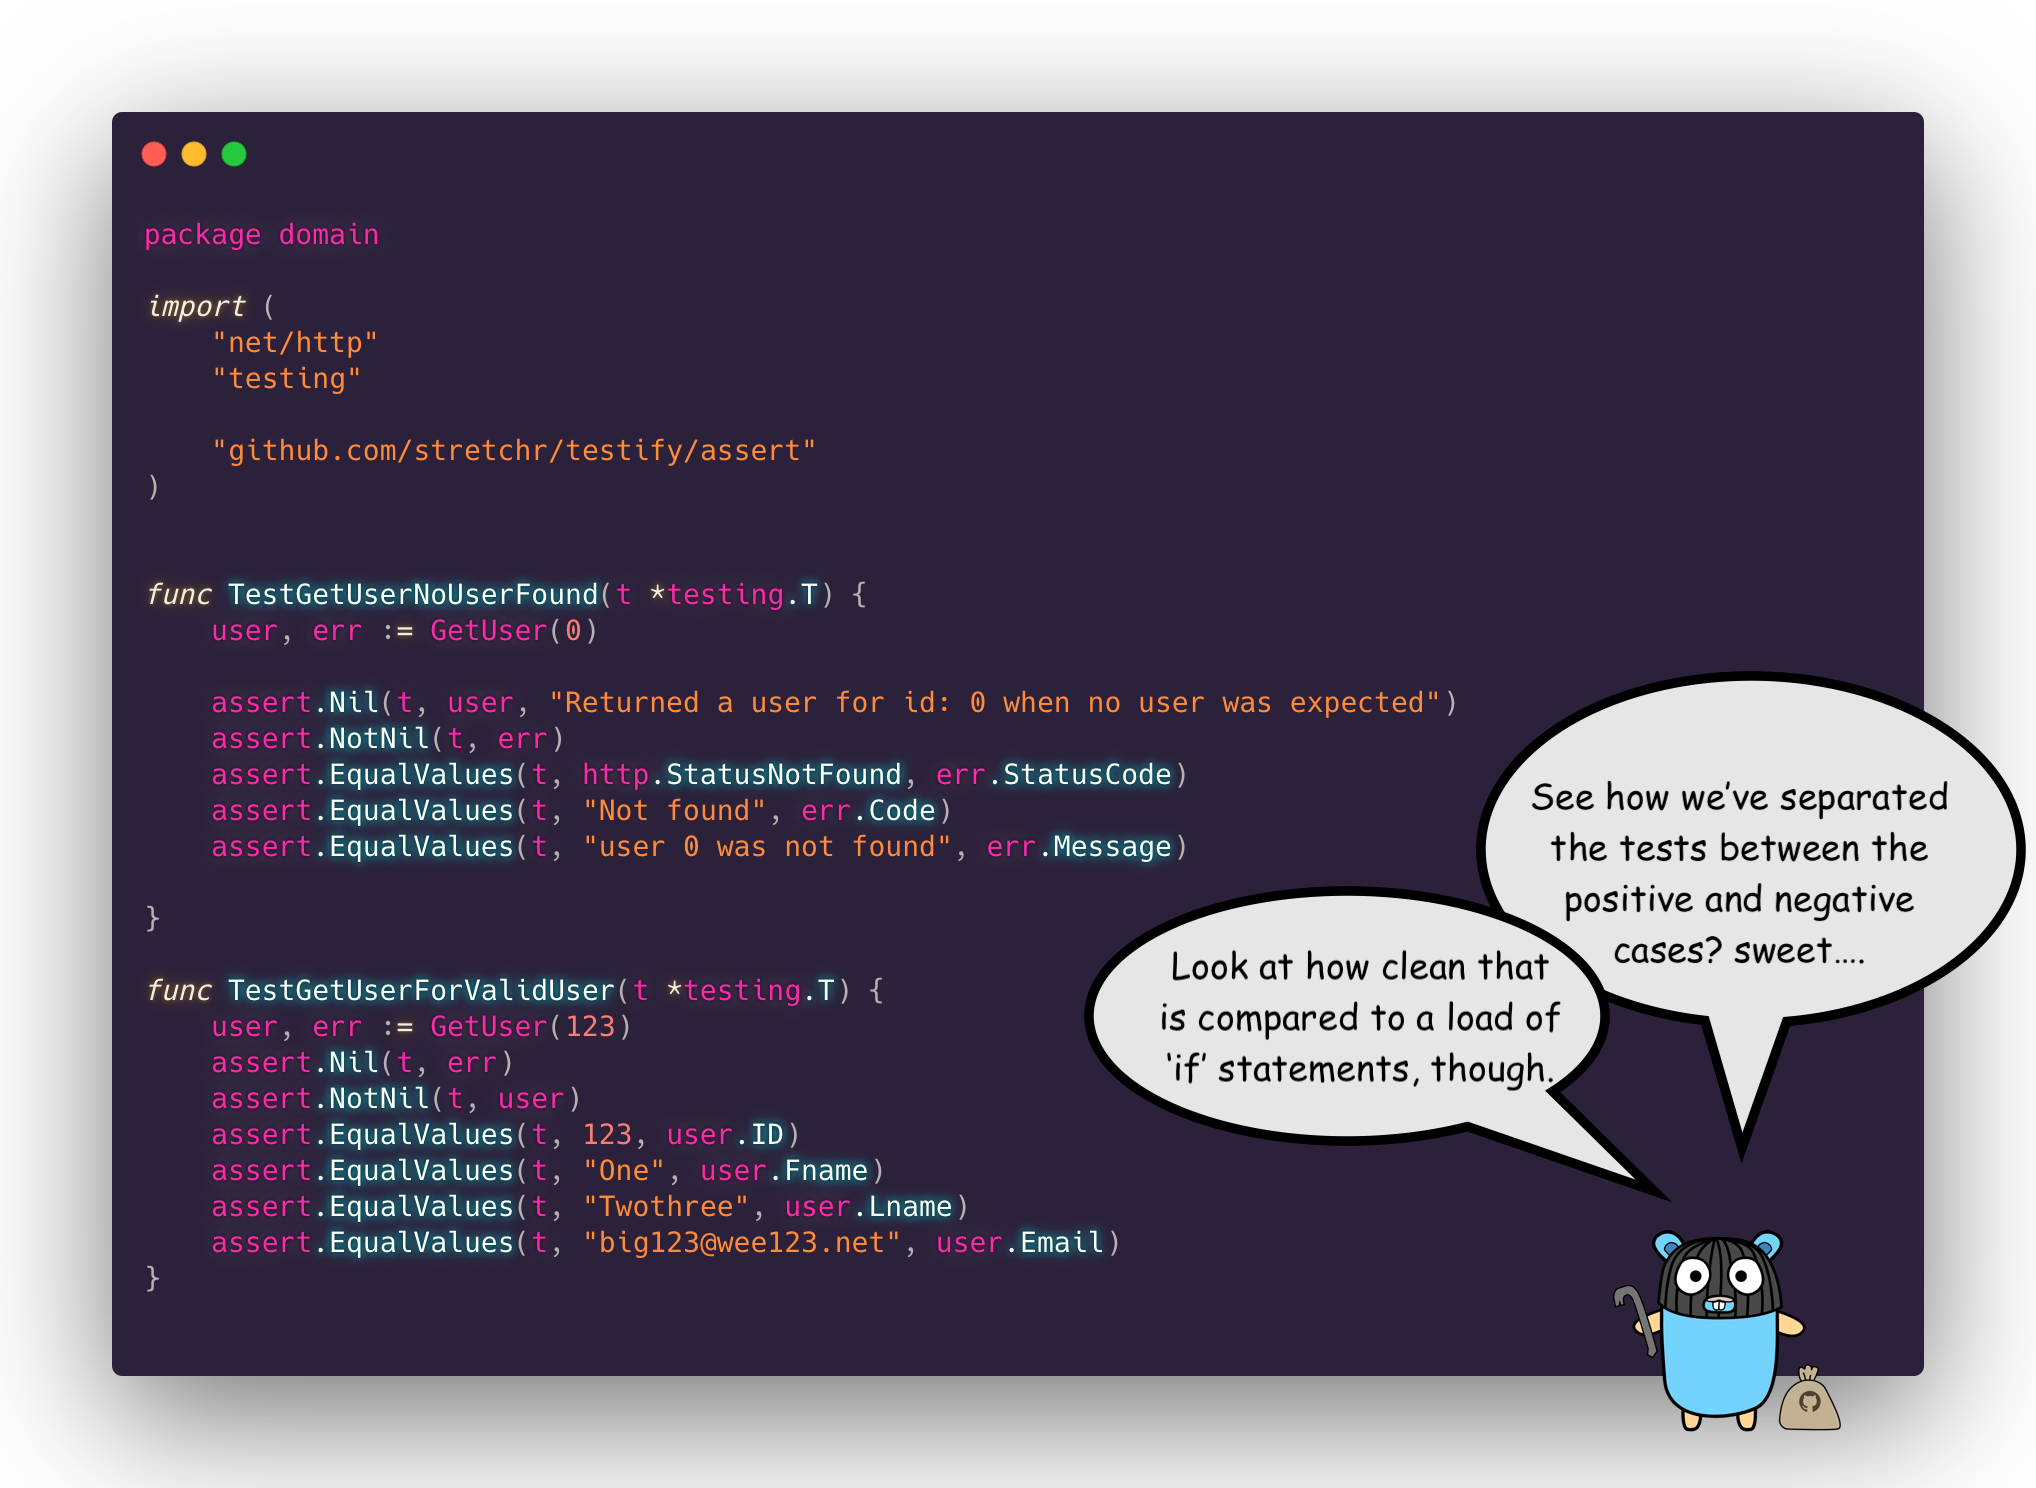 package domain
import (
"net/http"
"testing"
"github.com/stretchr/testify/assert"
)
func TestGetUserNoUserFound(t *testing.T) {
user, err := GetUser(0)
assert.Nil(t, user, "Returned a user for id: 0 when no user was expected")
assert.NotNil(t, err)
assert.EqualValues(t, http.StatusNotFound, err.StatusCode)
assert.EqualValues(t, "Not found", err.Code)
assert.EqualValues(t, "user 0 was not found", err.Message)
}
func TestGetUserForValidUser(t *testing.T) {
user, err := GetUser(123)
assert.Nil(t, err)
assert.NotNil(t, user)
assert.EqualValues(t, 123, user.ID)
assert.EqualValues(t, "One", user.Fname)
assert.EqualValues(t, "Twothree", user.Lname)
assert.EqualValues(t, "big123@wee123.net", user.Email)
}
See how we've separated
the tests between the
positive and negative
cases? sweet....
Look at how clean that
is compared to a load of
‘if’ statements, though.